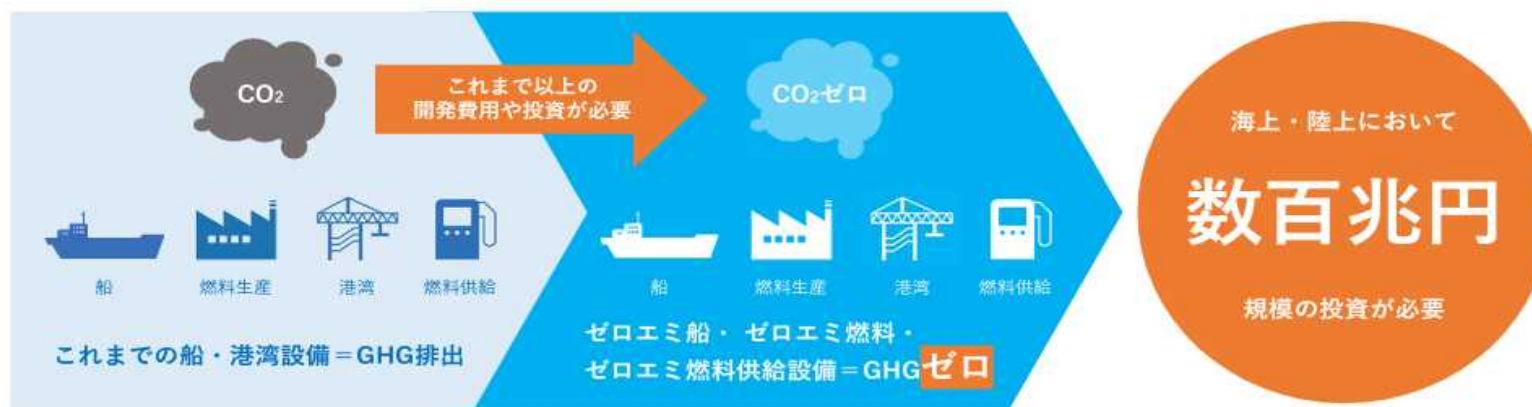 CO₂
これまで以上の
開発費用や投資が必要
CO₂ゼロ
船
燃料生産
港湾
燃料供給
これまでの船・港湾設備＝GHG排出
船
燃料生産
港湾
燃料供給
ゼロエミ船・ ゼロエミ燃料・
ゼロエミ燃料供給設備＝GHGゼロ
海上・陸上において
数百兆円
規模の投資が必要